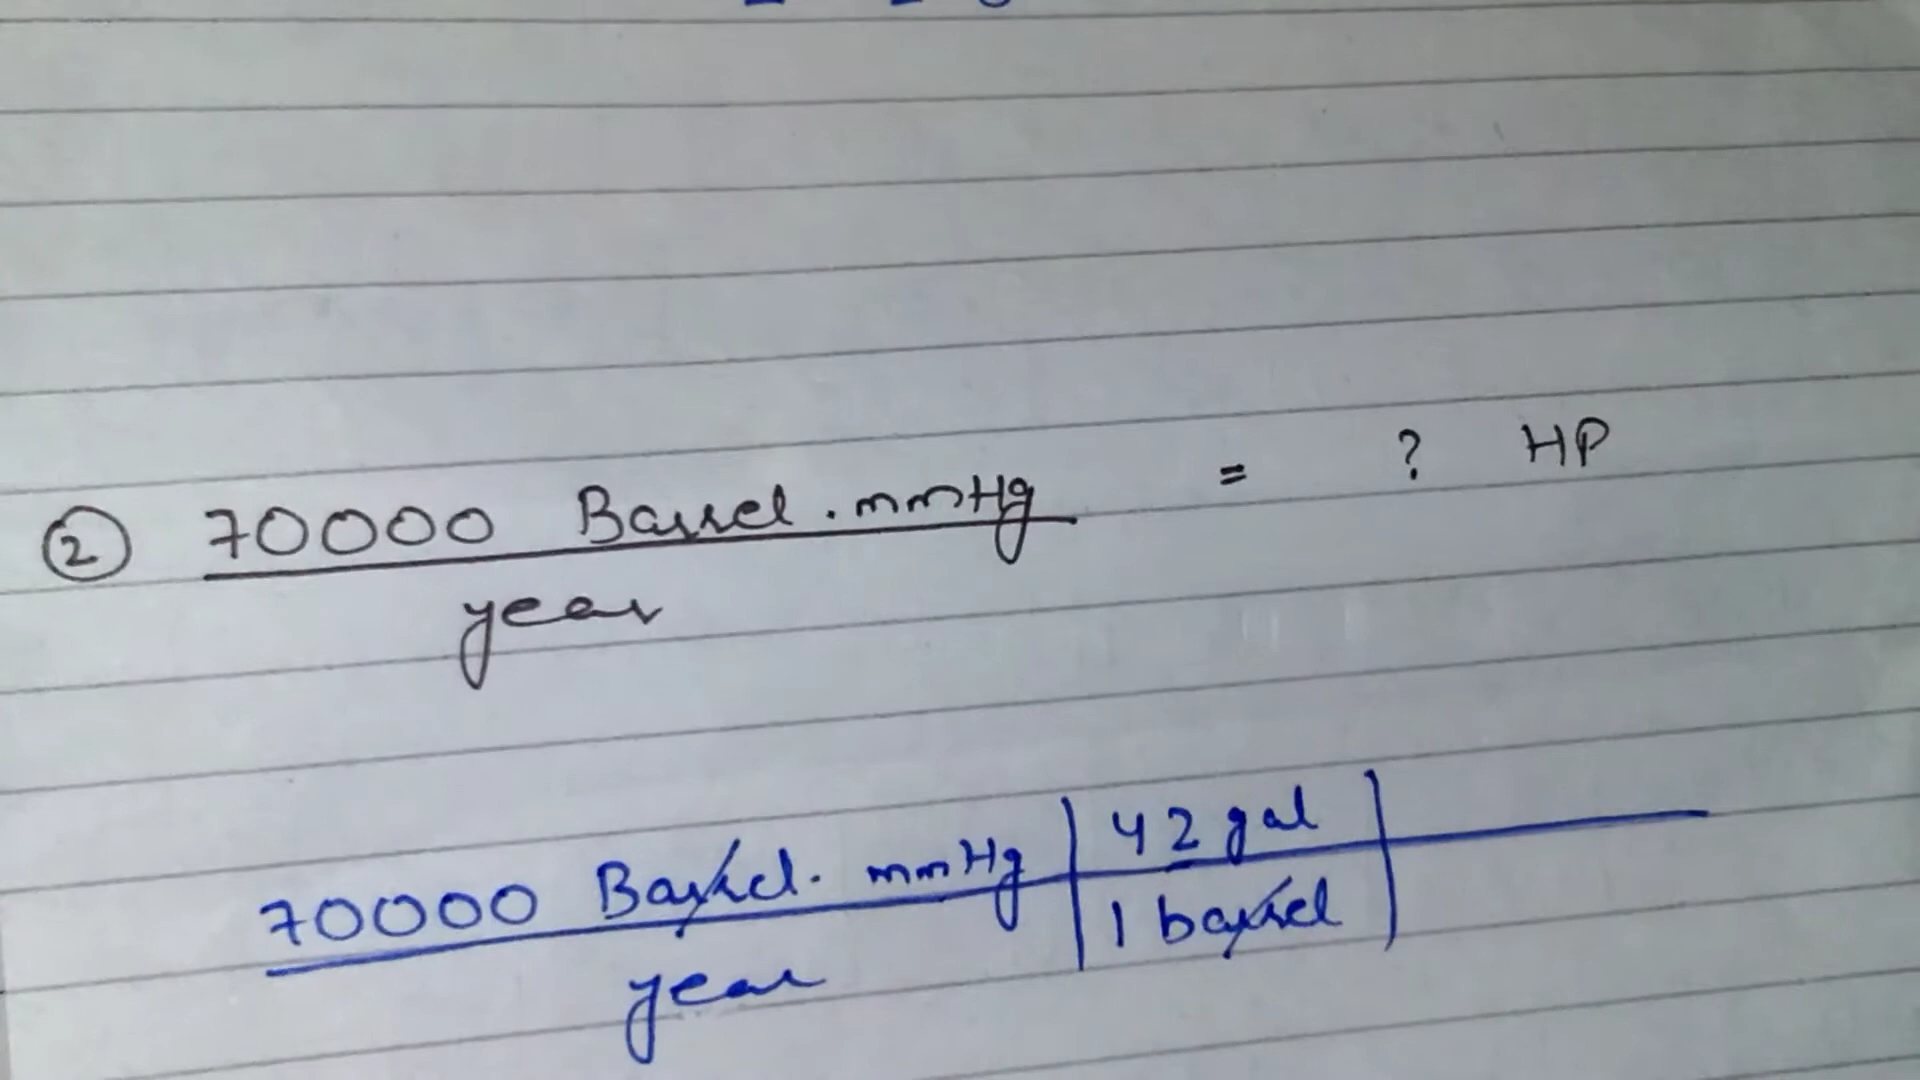 ② 70000 Barrel . mmHg = ? HP
year
70000 Barrel . mmHg | 42 gal |
year | 1 barrel |